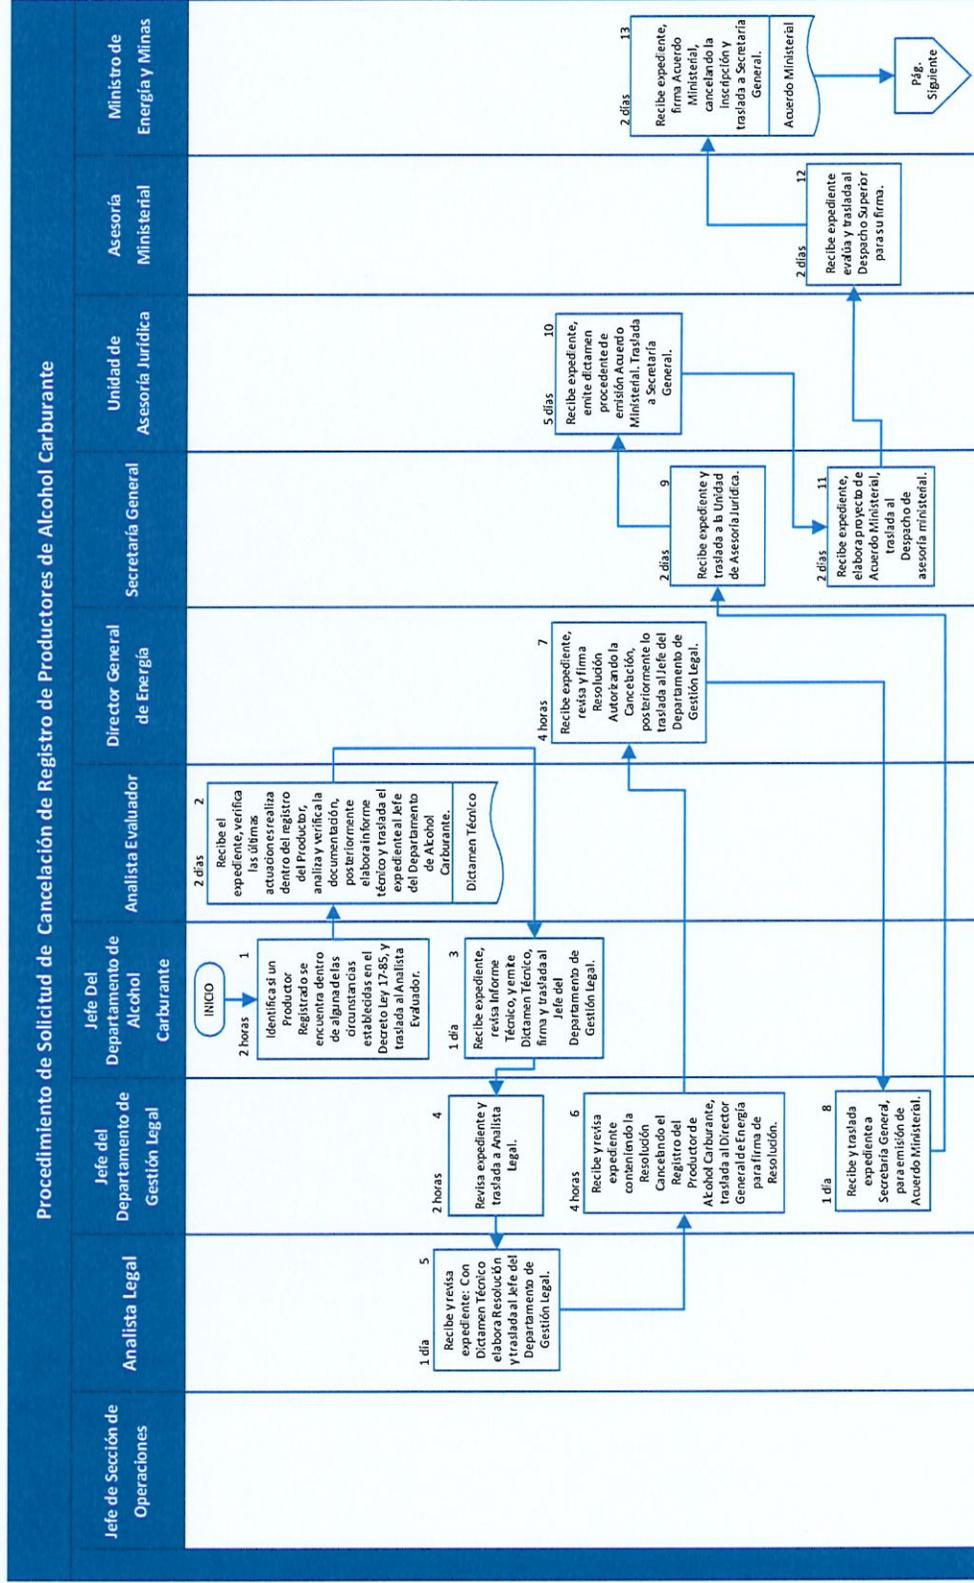 Procedimiento de Solicitud de Cancelación de Registro de Productores de Alcohol Carburante
Jefe de Sección de
Operaciones
Analista Legal
Jefe del
Departamento de
Gestión Legal
Jefe Del
Departamento de
Alcohol
Carburante
Analista Evaluador
Director General
de Energía
Secretaría General
Unidad de
Asesoría Jurídica
Asesoría
Ministerial
Ministro de
Energía y Minas
INICIO
2 horas 1
Identifica si un
Productor
Registrado se
encuentra dentro
de alguna de las
circunstancias
establecidas en el
Decreto Ley 17-85, y
traslada al Analista
Evaluador.
2 días 2
Recibe el
expediente, verifica
las últimas
actuaciones realiza
dentro del registro
del Productor,
analiza y verifica la
documentación,
posteriormente
elabora informe
técnico y traslada el
expediente al Jefe
del Departamento
de Alcohol
Carburante.
Dictamen Técnico
1 día 3
Recibe expediente,
revisa Informe
Técnico, y emite
Dictamen Técnico,
firma y traslada al
Jefe del
Departamento de
Gestión Legal.
2 horas 4
Revisa expediente y
traslada a Analista
Legal.
1 día 5
Recibe y revisa
expediente: Con
Dictamen Técnico
elabora Resolución
y traslada al Jefe del
Departamento de
Gestión Legal.
4 horas 6
Recibe y revisa
expediente
conteniendo la
Resolución
Cancelando el
Registro del
Productor de
Alcohol Carburante,
traslada al Director
General de Energía
para firma de
Resolución.
4 horas 7
Recibe expediente,
revisa y firma
Resolución
Autorizando la
Cancelación,
posteriormente lo
traslada al Jefe del
Departamento de
Gestión Legal.
1 día 8
Recibe y traslada
expediente a
Secretaría General,
para emisión de
Acuerdo Ministerial.
2 días 9
Recibe expediente y
traslada a la Unidad
de Asesoría Jurídica.
5 días 10
Recibe expediente,
emite dictamen
procedente de
emisión Acuerdo
Ministerial. Traslada
a Secretaría
General.
2 días 11
Recibe expediente,
elabora proyecto de
Acuerdo Ministerial,
traslada al
Despacho de
asesoría ministerial.
2 días 12
Recibe expediente
evalúa y traslada al
Despacho Superior
para su firma.
2 días 13
Recibe expediente,
firma Acuerdo
Ministerial,
cancelando la
inscripción y
traslada a Secretaría
General.
Acuerdo Ministerial
Pág.
Siguiente